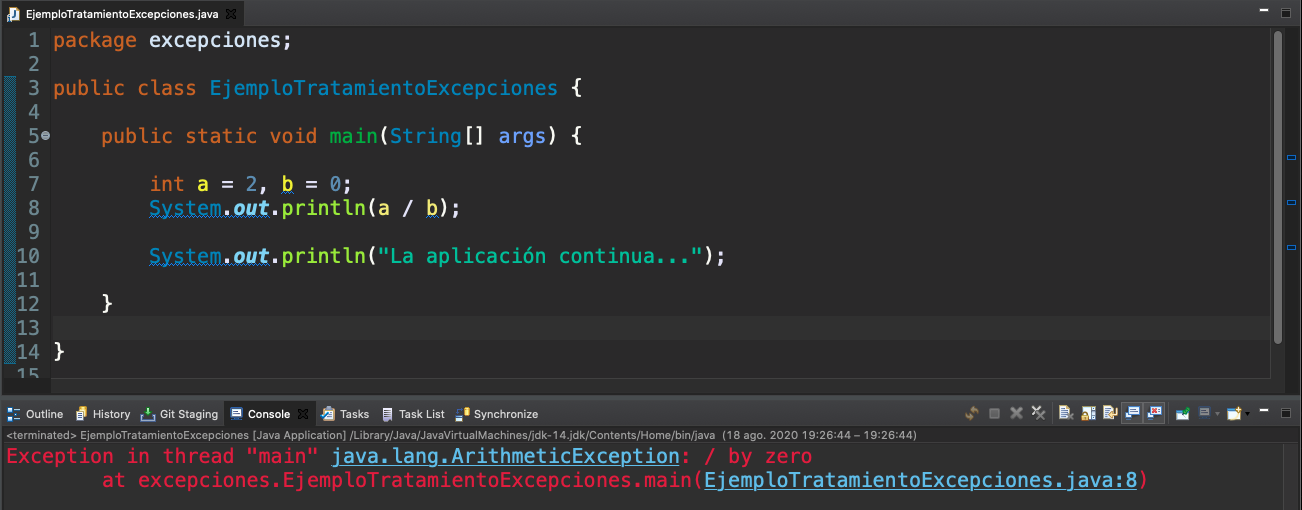 EjemploTratamientoExcepciones.java
1 package excepciones;
2
3 public class EjemploTratamientoExcepciones {
4
5 public static void main(String[] args) {
6
7 int a = 2, b = 0;
8 System.out.println(a / b);
9
10 System.out.println("La aplicación continua...");
11
12 }
13
14 }
15
Outline History Git Staging Console Tasks Task List Synchronize
<terminated> EjemploTratamientoExcepciones [Java Application] /Library/Java/JavaVirtualMachines/jdk-14.jdk/Contents/Home/bin/java (18 ago. 2020 19:26:44 – 19:26:44)
Exception in thread "main" java.lang.ArithmeticException: / by zero
at excepciones.EjemploTratamientoExcepciones.main(EjemploTratamientoExcepciones.java:8)